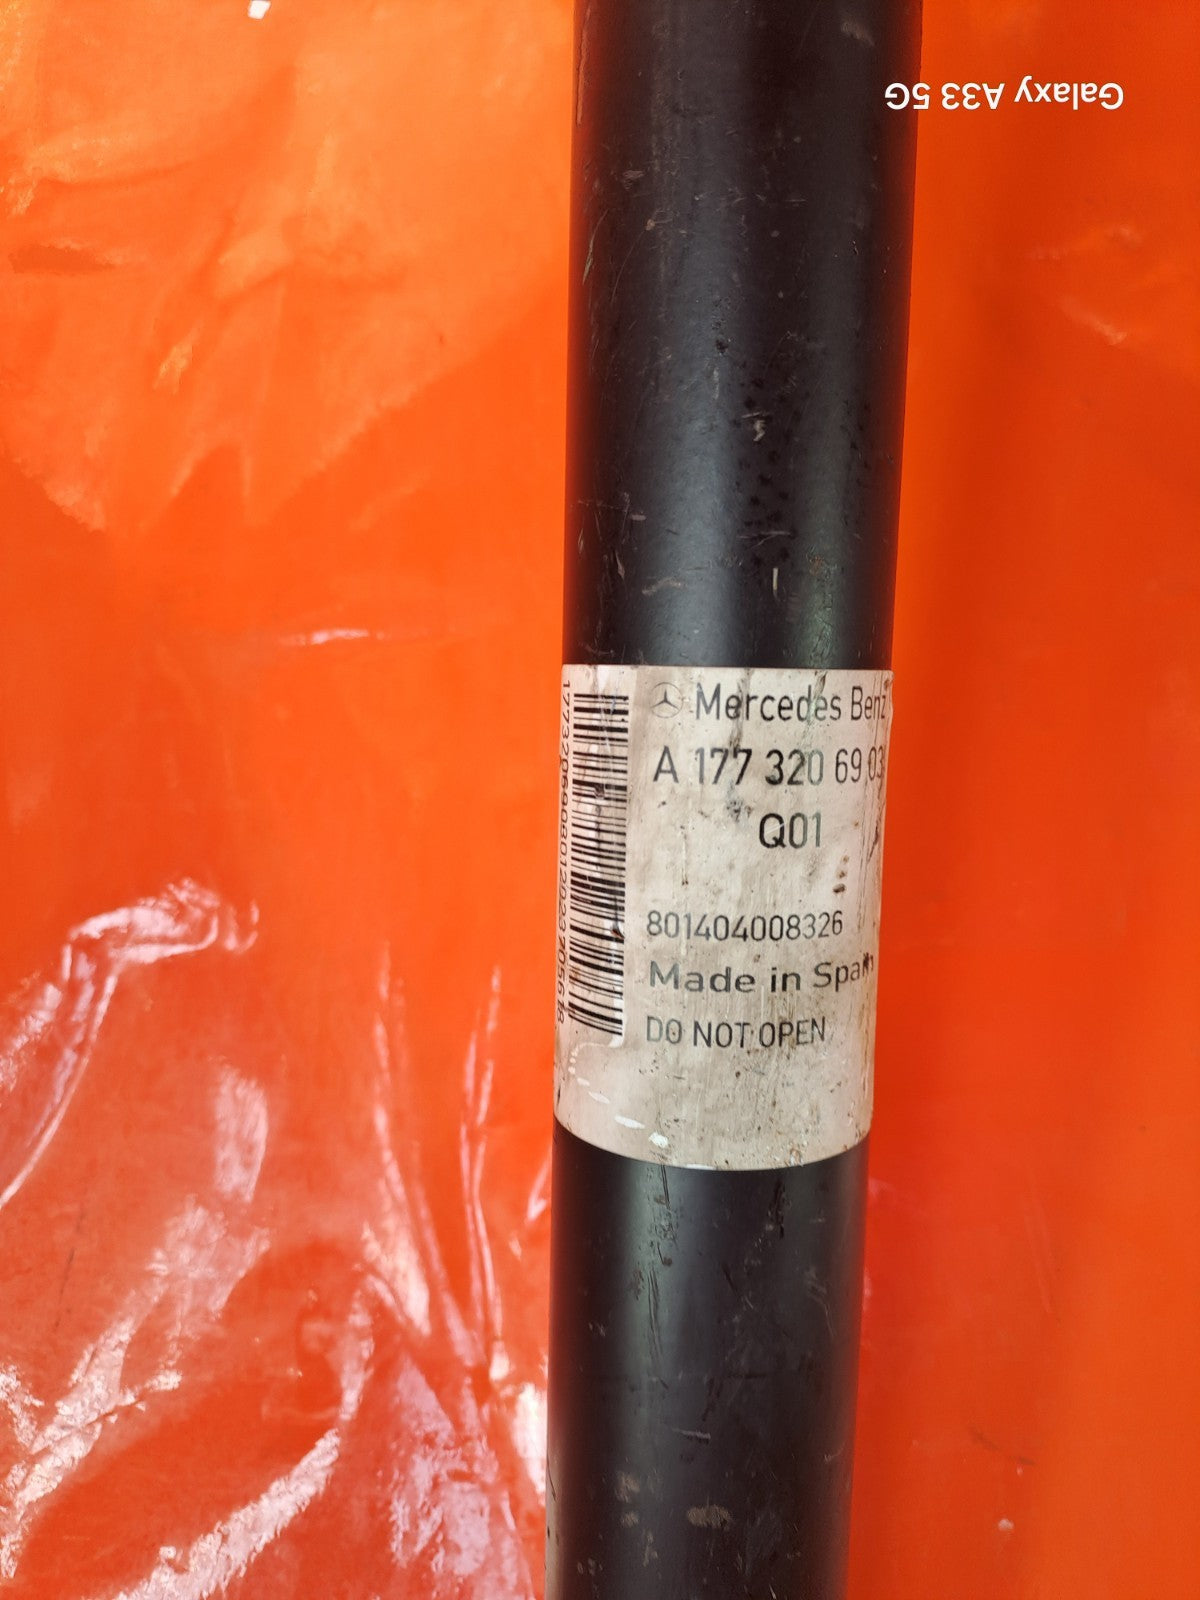 Galaxy A33 5G
Mercedes Benz
A 177 320 69 03
Q01
801404008326
Made in Spain
DO NOT OPEN